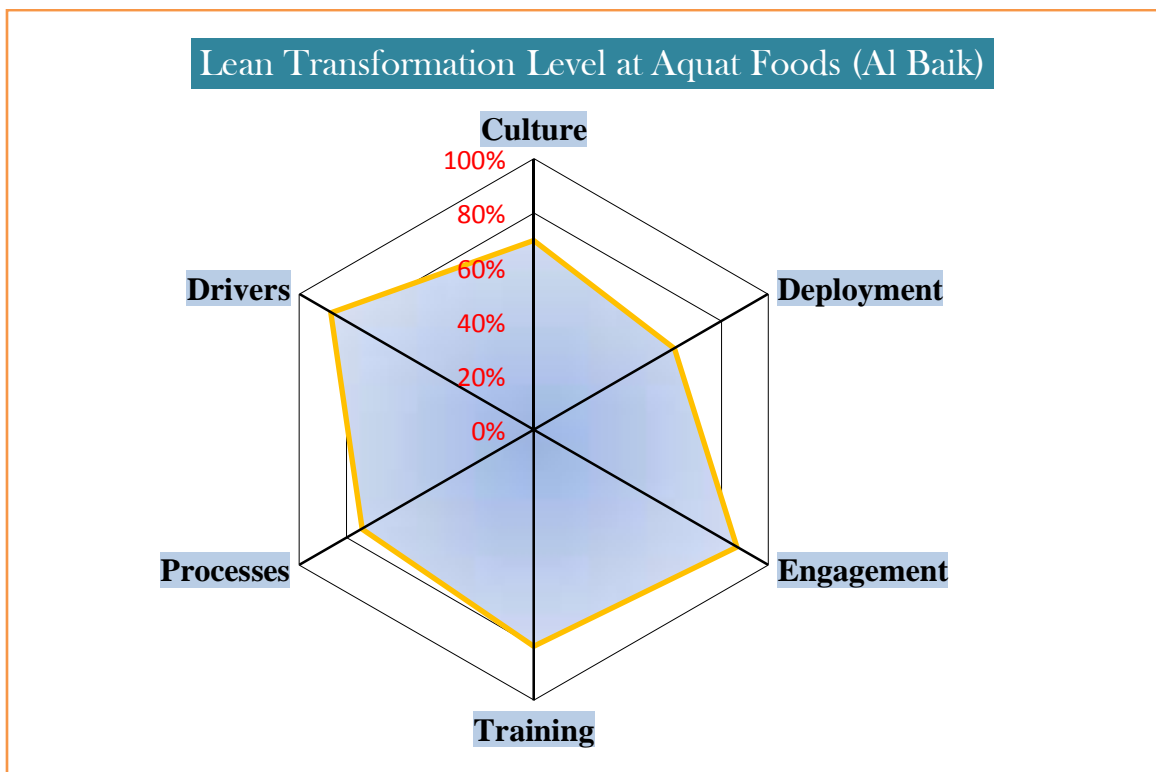 Lean Transformation Level at Aquat Foods (Al Baik)
Culture
100%
80%
60%
40%
20%
0%
Drivers
Deployment
Processes
Engagement
Training